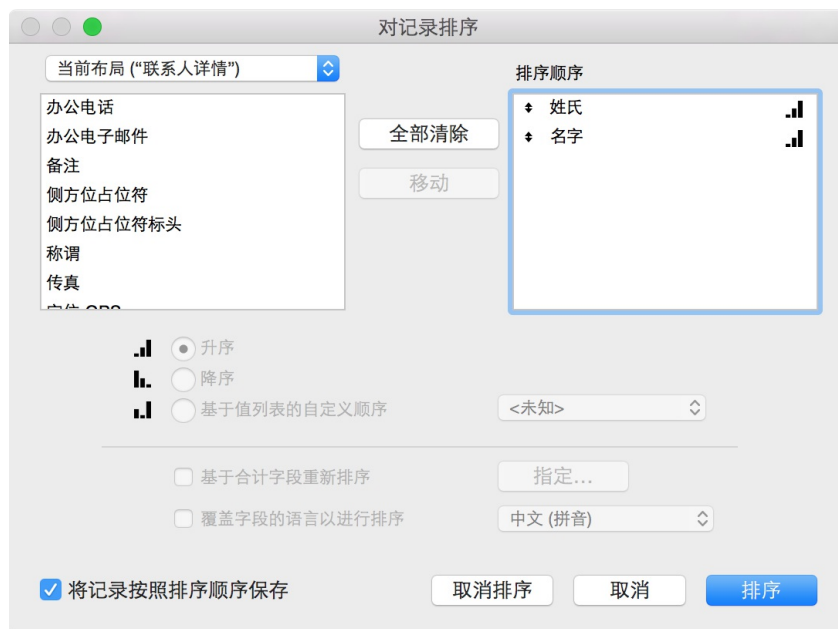 对记录排序
当前布局 (“联系人详情”)
排序顺序
办公电话
办公电子邮件
备注
侧方位占位符
侧方位占位符标头
称谓
传真
全部清除
移动
姓氏
名字
升序
降序
基于值列表的自定义顺序
<未知>
基于合计字段重新排序
指定...
覆盖字段的语言以进行排序
中文 (拼音)
将记录按照排序顺序保存
取消排序
取消
排序